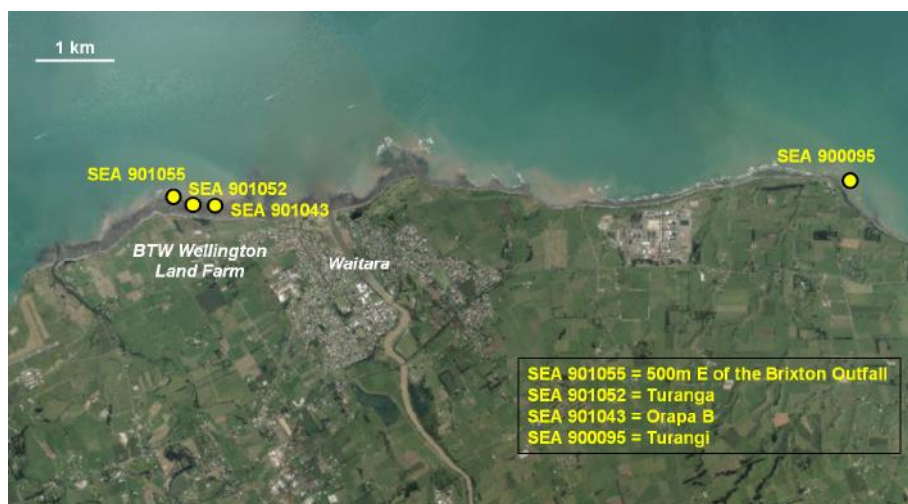 1 km
SEA 900095
SEA 901055
SEA 901052
SEA 901043
BTW Wellington
Land Farm
Waitara
SEA 901055 = 500m E of the Brixton Outfall
SEA 901052 = Turanga
SEA 901043 = Orapa B
SEA 900095 = Turangi